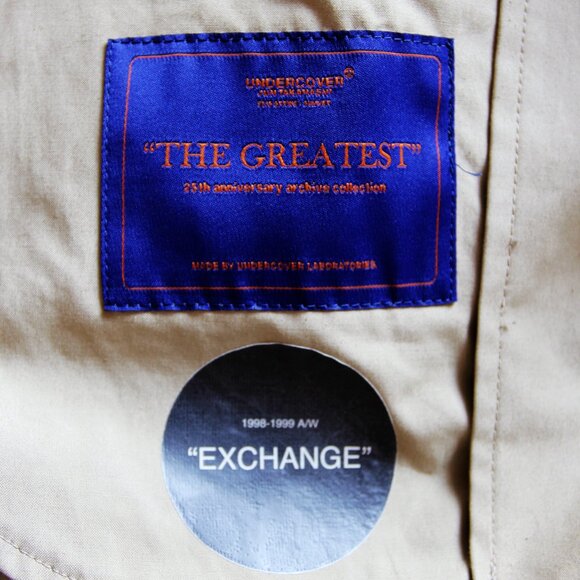 UNDERCOVER®
JUN TAKAHASHI
"THE GREATEST"
25th anniversary archive collection
MADE BY UNDERCOVER LABORATORIES
1998-1999 A/W
"EXCHANGE"